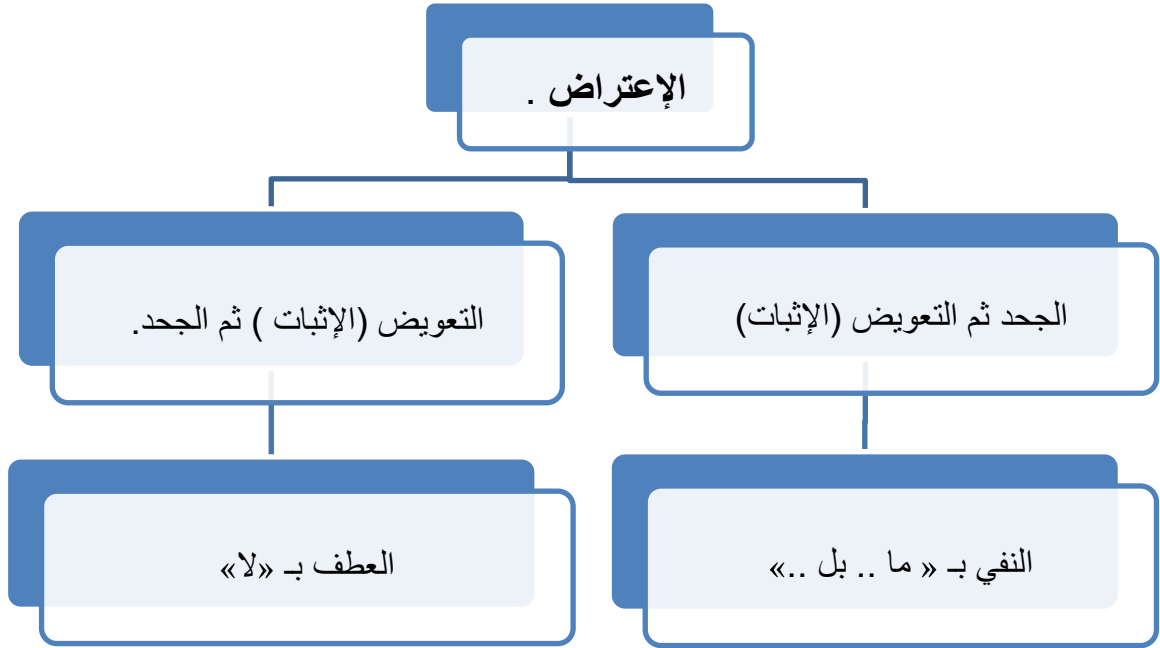 الإعتراض .
الجحد ثم التعويض (الإثبات)
التعويض (الإثبات ) ثم الجحد.
النفي بـ « ما .. بل ..»
العطف بـ «لا»